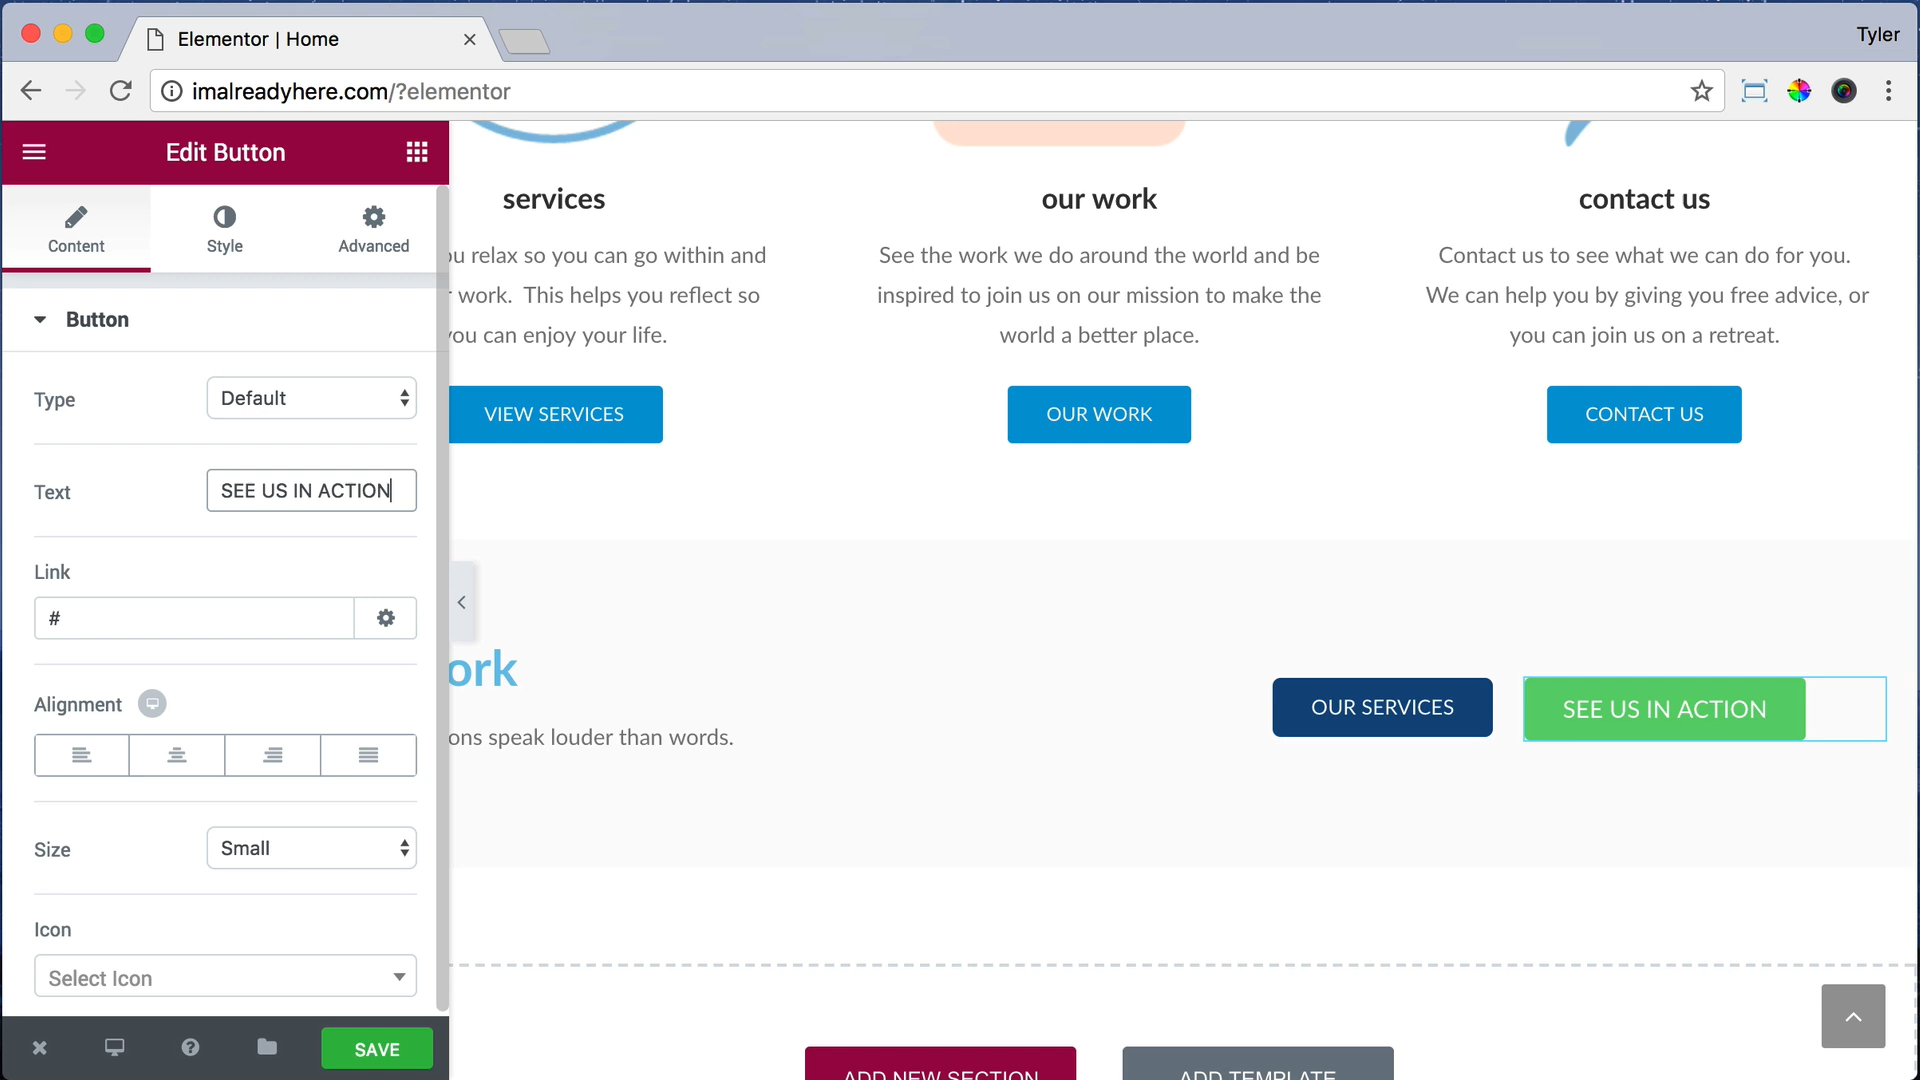 Elementor | Home
Tyler
imalreadyhere.com/?elementor
Edit Button
Content
Style
Advanced
Button
Type
Default
Text
SEE US IN ACTION
Link
#
Alignment
Size
Small
Icon
Select Icon
SAVE
services
relax so you can go within and
work. This helps you reflect so
you can enjoy your life.
VIEW SERVICES
our work
See the work we do around the world and be
inspired to join us on our mission to make the
world a better place.
OUR WORK
contact us
Contact us to see what we can do for you.
We can help you by giving you free advice, or
you can join us on a retreat.
CONTACT US
ork
ons speak louder than words.
OUR SERVICES
SEE US IN ACTION
ADD NEW SECTION
ADD TEMPLATE